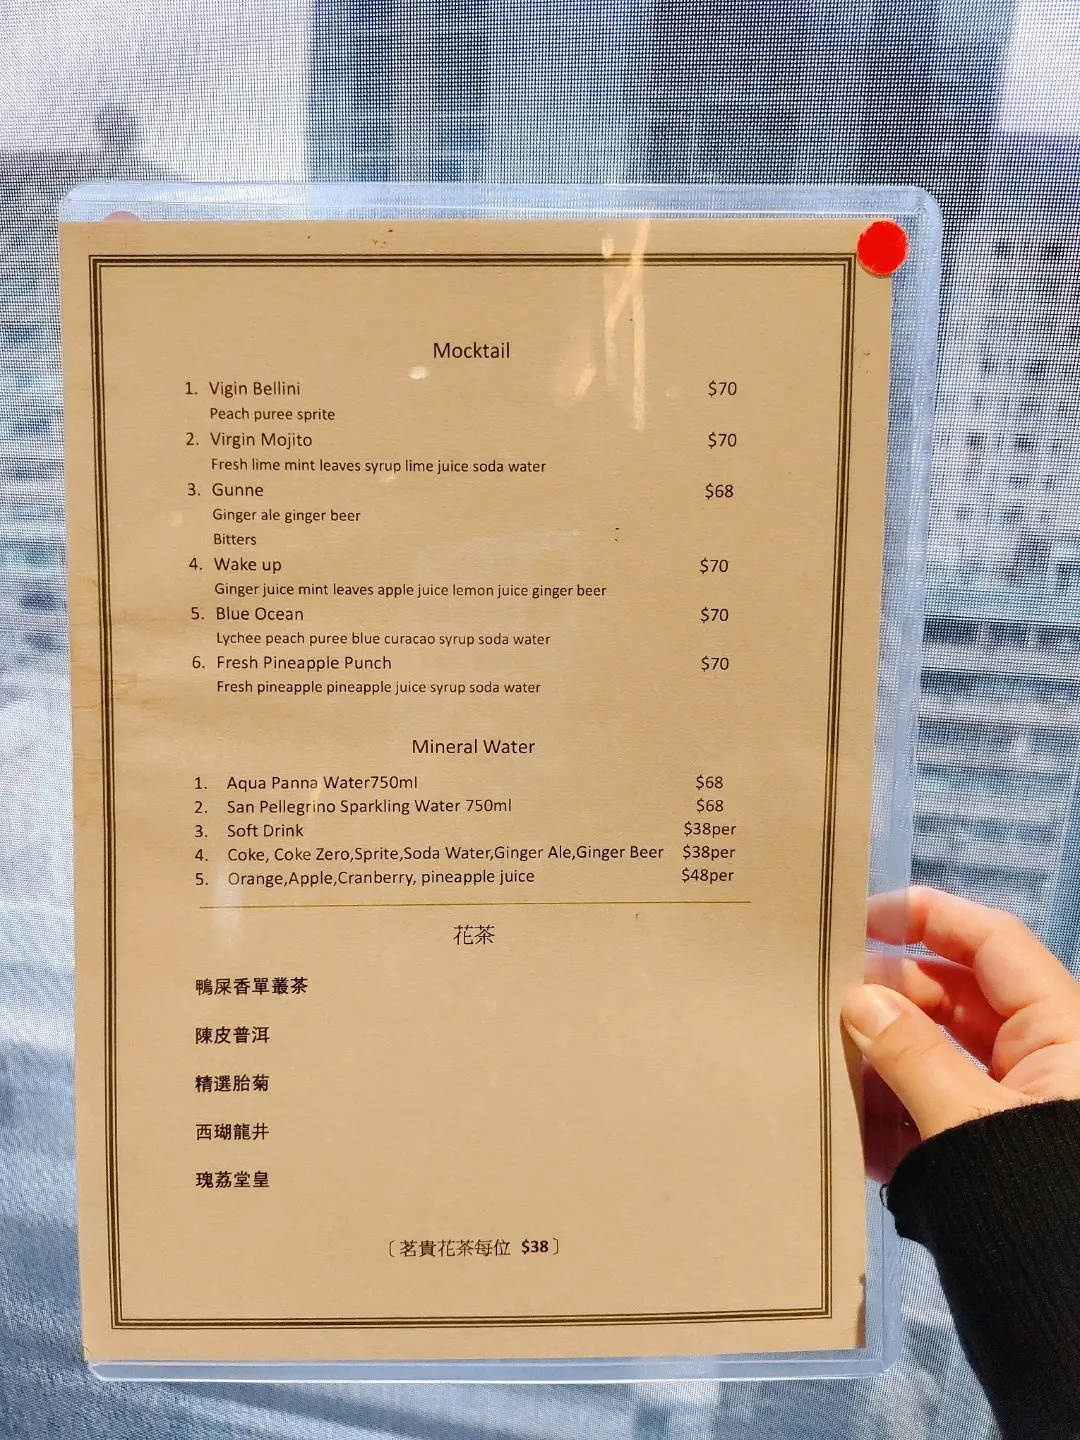 Mocktail
1. Vigin Bellini $70
Peach puree sprite
2. Virgin Mojito $70
Fresh lime mint leaves syrup lime juice soda water
3. Gunne $68
Ginger ale ginger beer
Bitters
4. Wake up $70
Ginger juice mint leaves apple juice lemon juice ginger beer
5. Blue Ocean $70
Lychee peach puree blue curacao syrup soda water
6. Fresh Pineapple Punch $70
Fresh pineapple pineapple juice syrup soda water
Mineral Water
1. Aqua Panna Water750ml $68
2. San Pellegrino Sparkling Water 750ml $68
3. Soft Drink $38per
4. Coke, Coke Zero,Sprite,Soda Water,Ginger Ale,Ginger Beer $38per
5. Orange,Apple,Cranberry, pineapple juice $48per
花茶
鴨屎香單叢茶
陳皮普洱
精選胎菊
西瑚龍井
瑰荔堂皇
〔茗貴花茶每位 $38〕